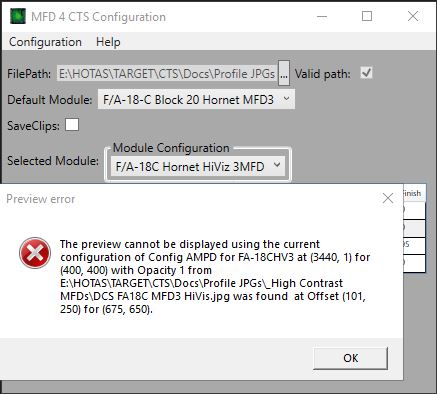 MFD 4 CTS Configuration
Configuration Help
FilePath: E:\HOTAS\TARGET\CTS\Docs\Profile JPGs ... Valid path:
Default Module: F/A-18-C Block 20 Hornet MFD3
SaveClips:
Module Configuration
Selected Module: F/A-18C Hornet HiViz 3MFD
Preview error
Finish
The preview cannot be displayed using the current
configuration of Config AMPD for FA-18CHV3 at (3440, 1) for
(400, 400) with Opacity 1 from
E:\HOTAS\TARGET\CTS\Docs\Profile JPGs\_High Contrast
MFDs\DCS FA18C MFD3 HiVis.jpg was found  at Offset (101,
250) for (675, 650).
OK